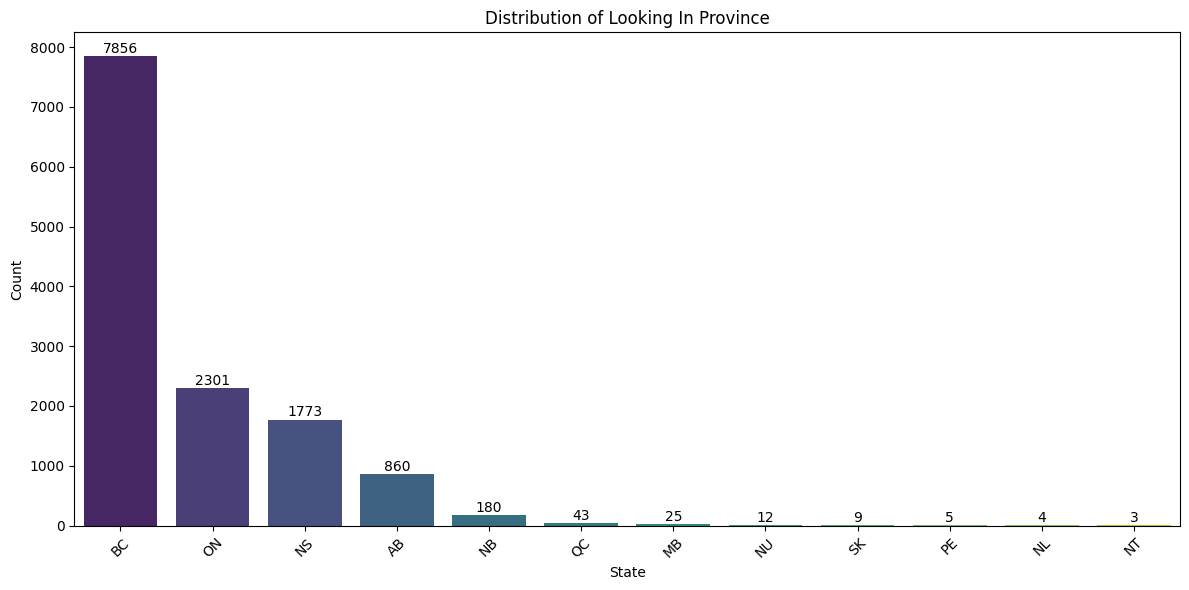 Distribution of Looking In Province
8000
7000
6000
5000
4000
3000
2000
1000
0
Count
7856
2301
1773
860
180
43
25
12
9
5
4
3
BC
ON
NS
AB
NB
QC
MB
NU
SK
PE
NL
NT
State